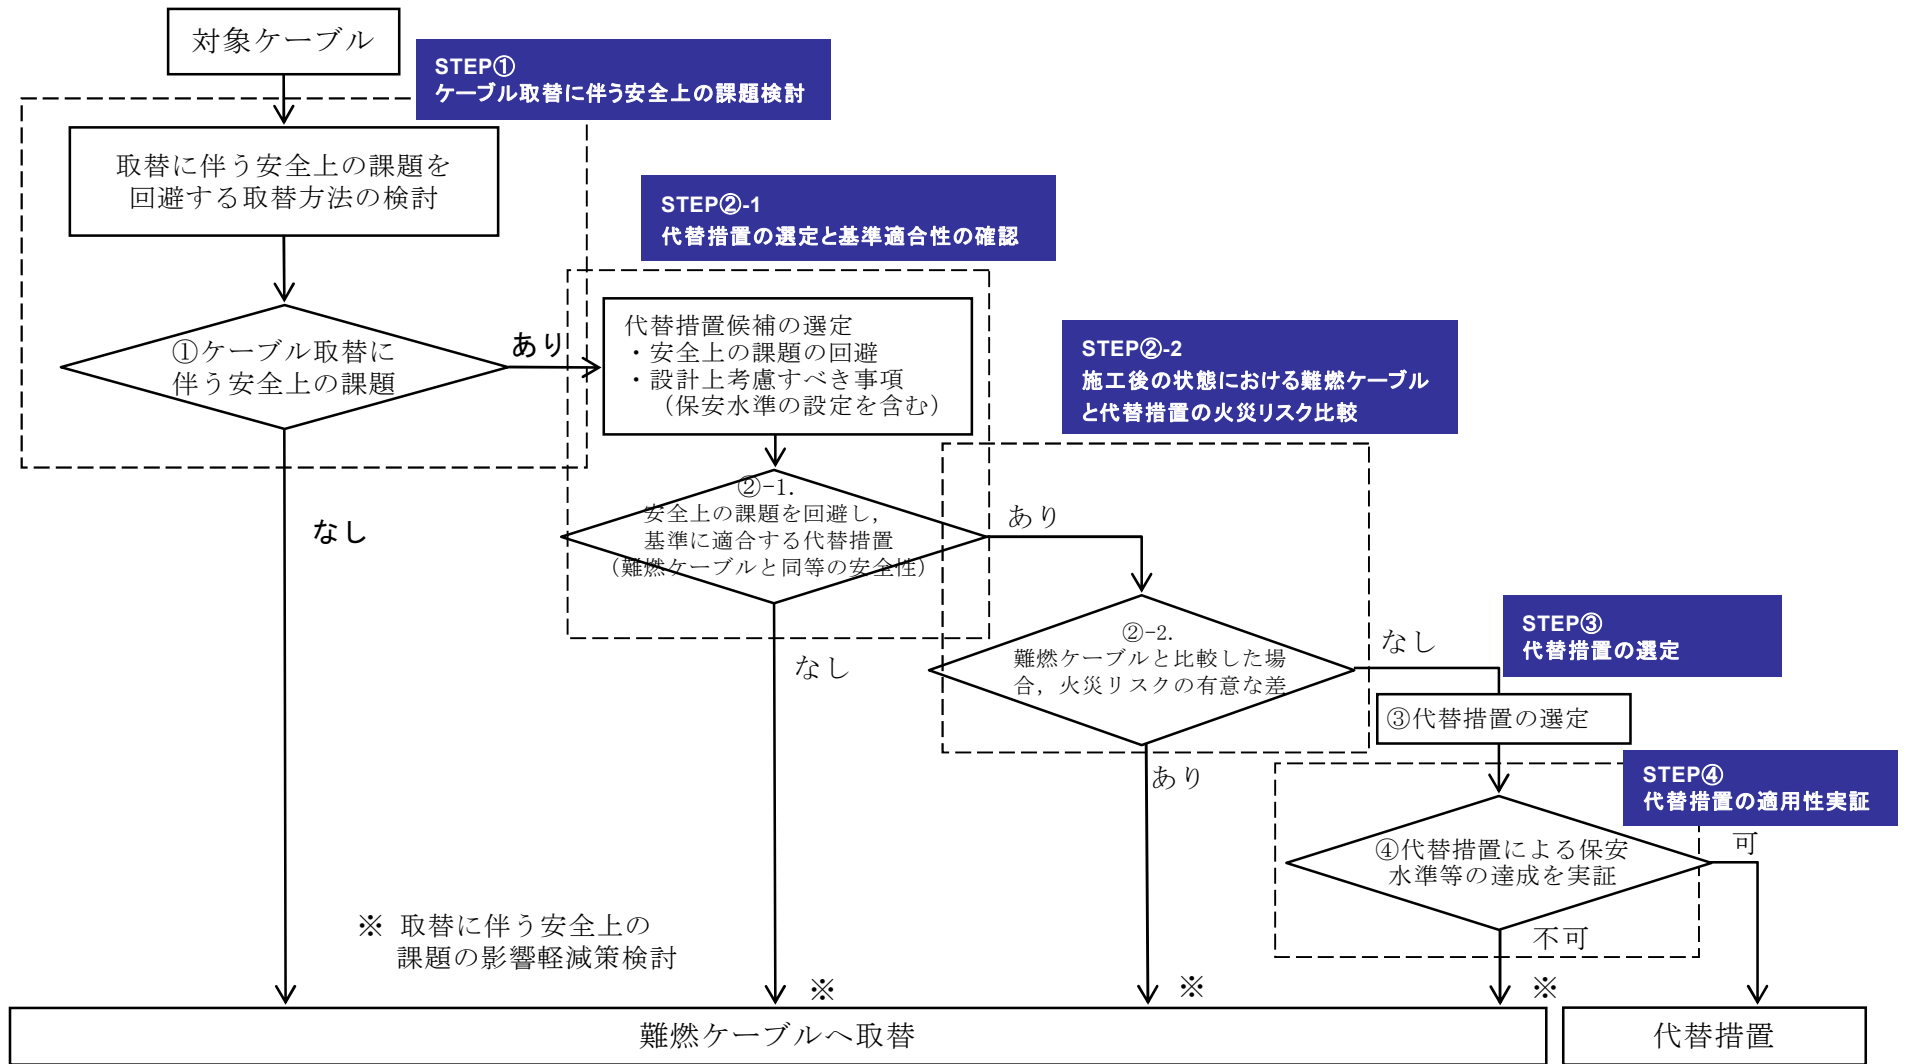 対象ケーブル
STEP①
ケーブル取替に伴う安全上の課題検討
取替に伴う安全上の課題を
回避する取替方法の検討
①ケーブル取替に
伴う安全上の課題
あり
なし
STEP②-1
代替措置の選定と基準適合性の確認
代替措置候補の選定
・安全上の課題の回避
・設計上考慮すべき事項
（保安水準の設定を含む）
②-1.
安全上の課題を回避し，
基準に適合する代替措置
（難燃ケーブルと同等の安全性）
あり
なし
STEP②-2
施工後の状態における難燃ケーブル
と代替措置の火災リスク比較
②-2.
難燃ケーブルと比較した場
合，火災リスクの有意な差
なし
あり
STEP③
代替措置の選定
③代替措置の選定
STEP④
代替措置の適用性実証
④代替措置による保安
水準等の達成を実証
可
不可
※ 取替に伴う安全上の
課題の影響軽減策検討
※
※
※
難燃ケーブルへ取替
代替措置